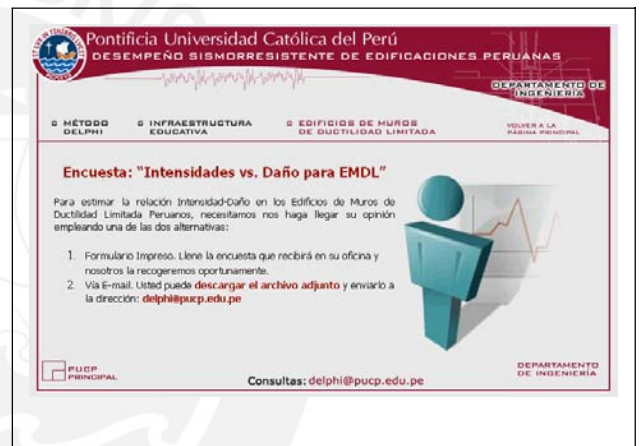 Pontificia Universidad Católica del Perú
DESEMPEÑO SISMORRESISTENTE DE EDIFICACIONES PERUANAS
DEPARTAMENTO DE
INGENIERÍA
MÉTODO
DELPHI
INFRAESTRUCTURA
EDUCATIVA
EDIFICIOS DE MUROS
DE DUCTILIDAD LIMITADA
VOLVER A LA
PÁGINA PRINCIPAL
Encuesta: "Intensidades vs. Daño para EMDL"
Para estimar la relación Intensidad-Daño en los Edificios de Muros de
Ductilidad Limitada Peruanos, necesitamos nos haga llegar su opinión
empleando una de las dos alternativas:
1. Formulario Impreso. Llene la encuesta que recibirá en su oficina y
nosotros la recogeremos oportunamente.
2. Vía E-mail. Usted puede descargar el archivo adjunto y enviarlo a
la dirección: delphi@pucp.edu.pe
PUCP
PRINCIPAL
Consultas: delphi@pucp.edu.pe
DEPARTAMENTO
DE INGENIERÍA